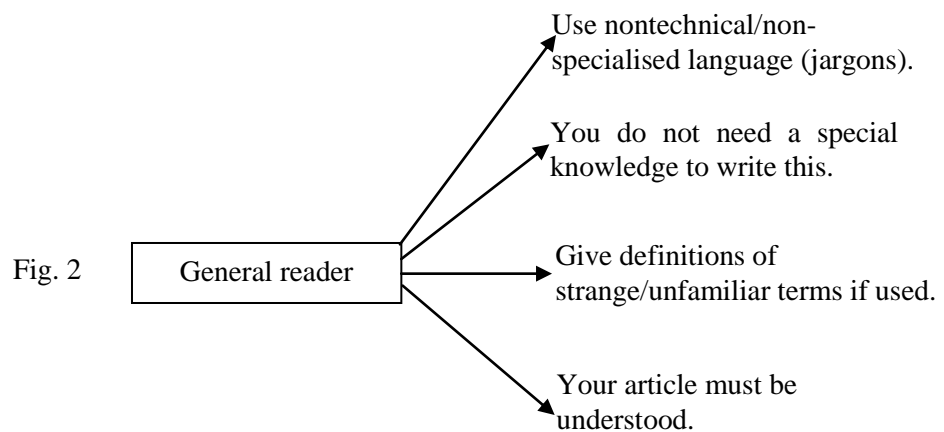 Use nontechnical/non-
specialised language (jargons).
You do not need a special
knowledge to write this.
Fig. 2
General reader
Give definitions of
strange/unfamiliar terms if used.
Your article must be
understood.